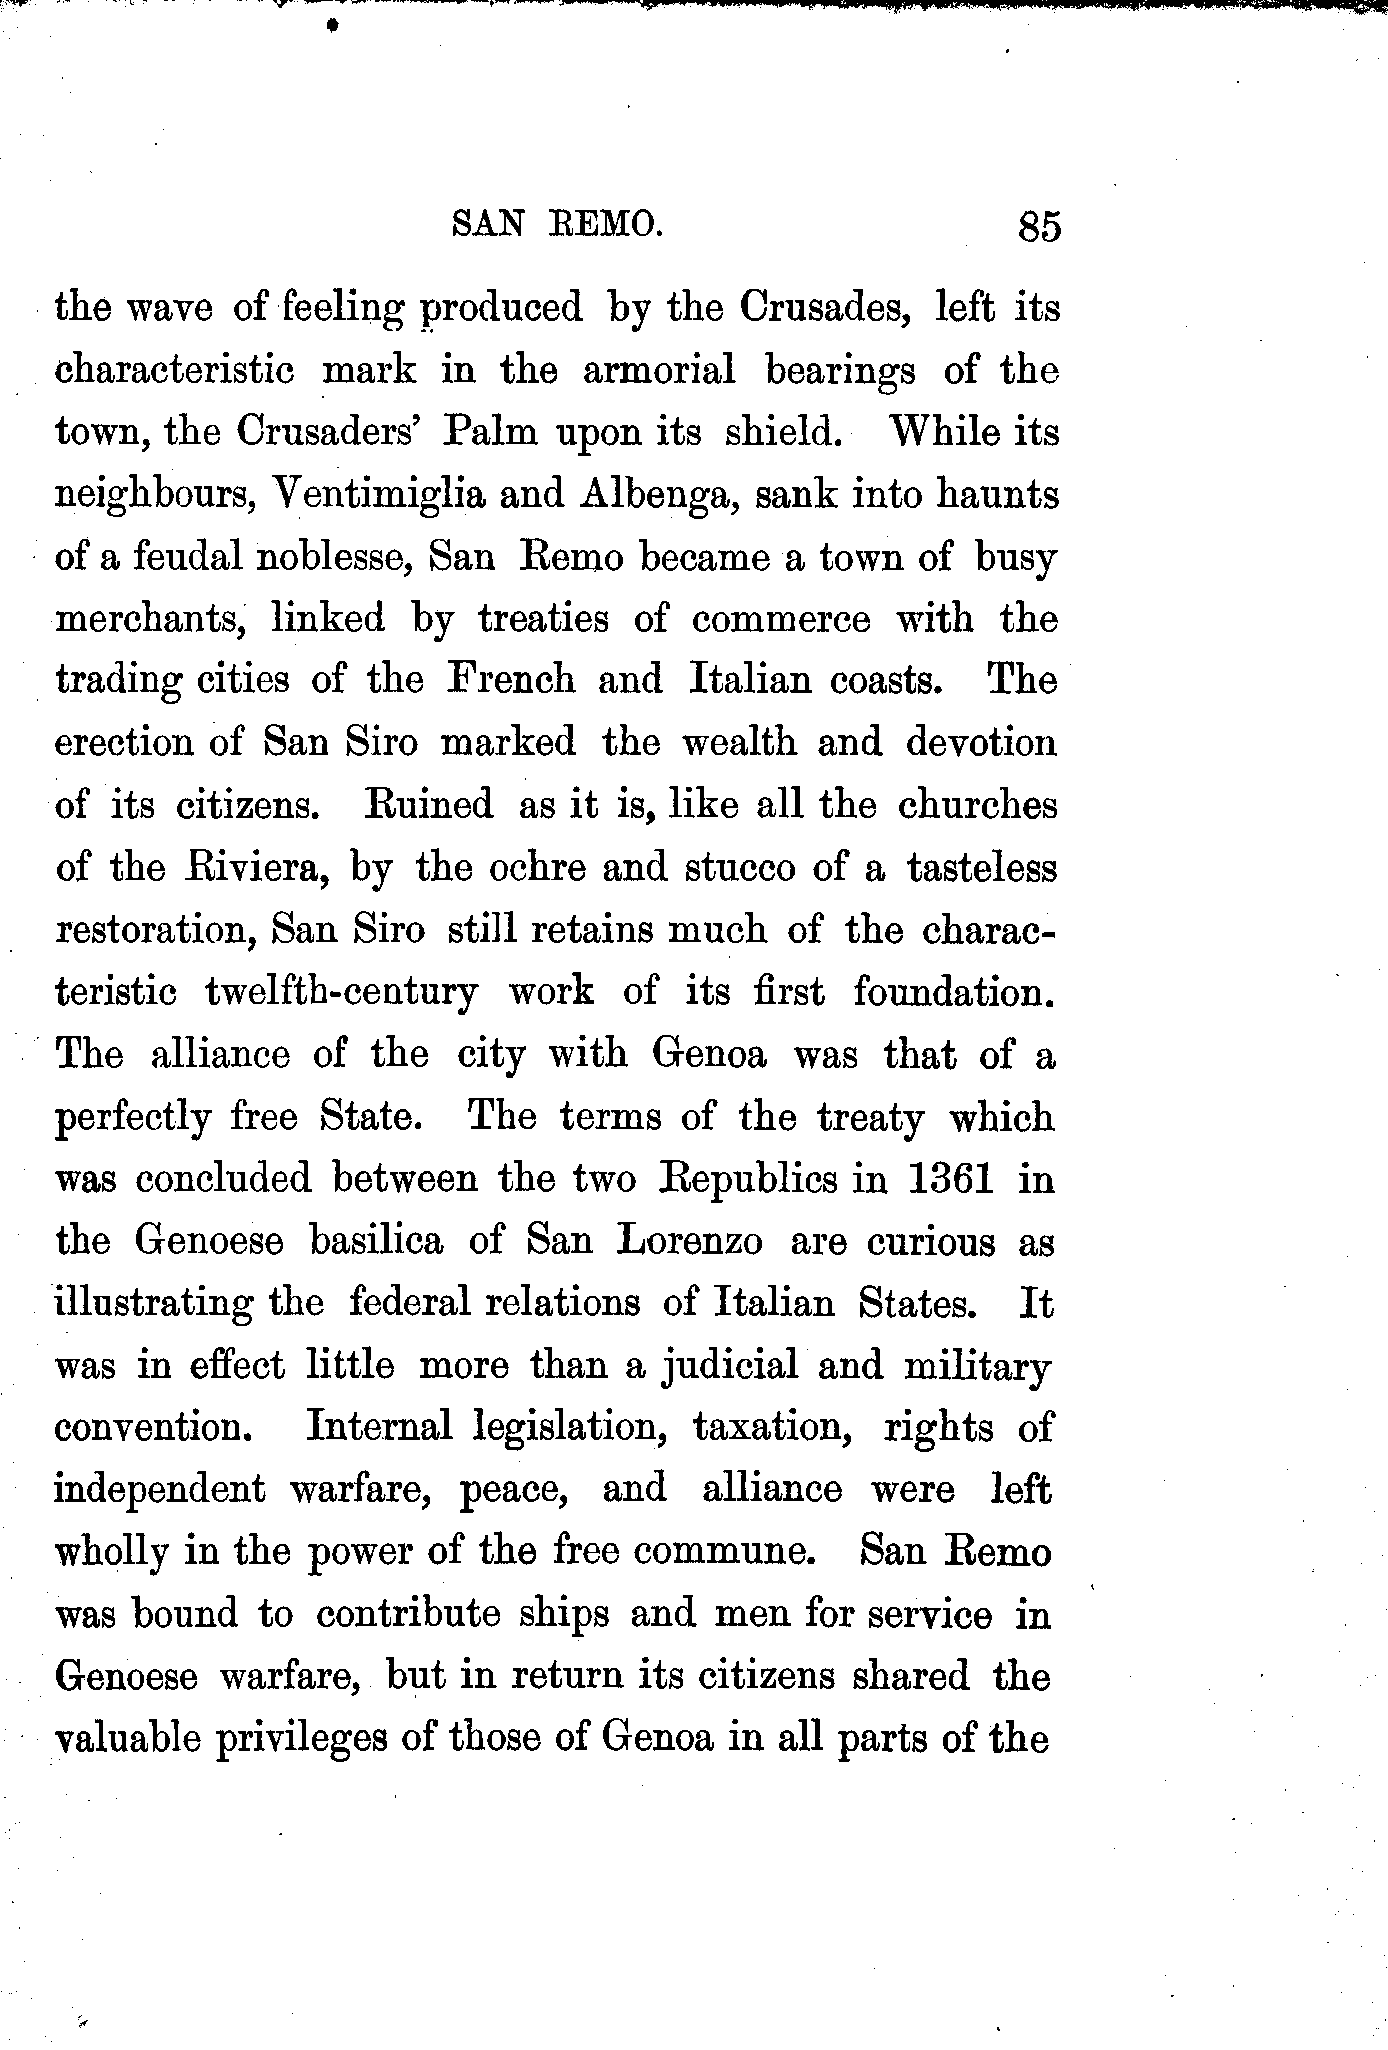 SAN REMO. 85
the wave of feeling produced by the Crusades, left its
characteristic mark in the armorial bearings of the
town, the Crusaders' Palm upon its shield. While its
neighbours, Ventimiglia and Albenga, sank into haunts
of a feudal noblesse, San Remo became a town of busy
merchants, linked by treaties of commerce with the
trading cities of the French and Italian coasts. The
erection of San Siro marked the wealth and devotion
of its citizens. Ruined as it is, like all the churches
of the Riviera, by the ochre and stucco of a tasteless
restoration, San Siro still retains much of the charac-
teristic twelfth-century work of its first foundation.
The alliance of the city with Genoa was that of a
perfectly free State. The terms of the treaty which
was concluded between the two Republics in 1361 in
the Genoese basilica of San Lorenzo are curious as
illustrating the federal relations of Italian States. It
was in effect little more than a judicial and military
convention. Internal legislation, taxation, rights of
independent warfare, peace, and alliance were left
wholly in the power of the free commune. San Remo
was bound to contribute ships and men for service in
Genoese warfare, but in return its citizens shared the
valuable privileges of those of Genoa in all parts of the